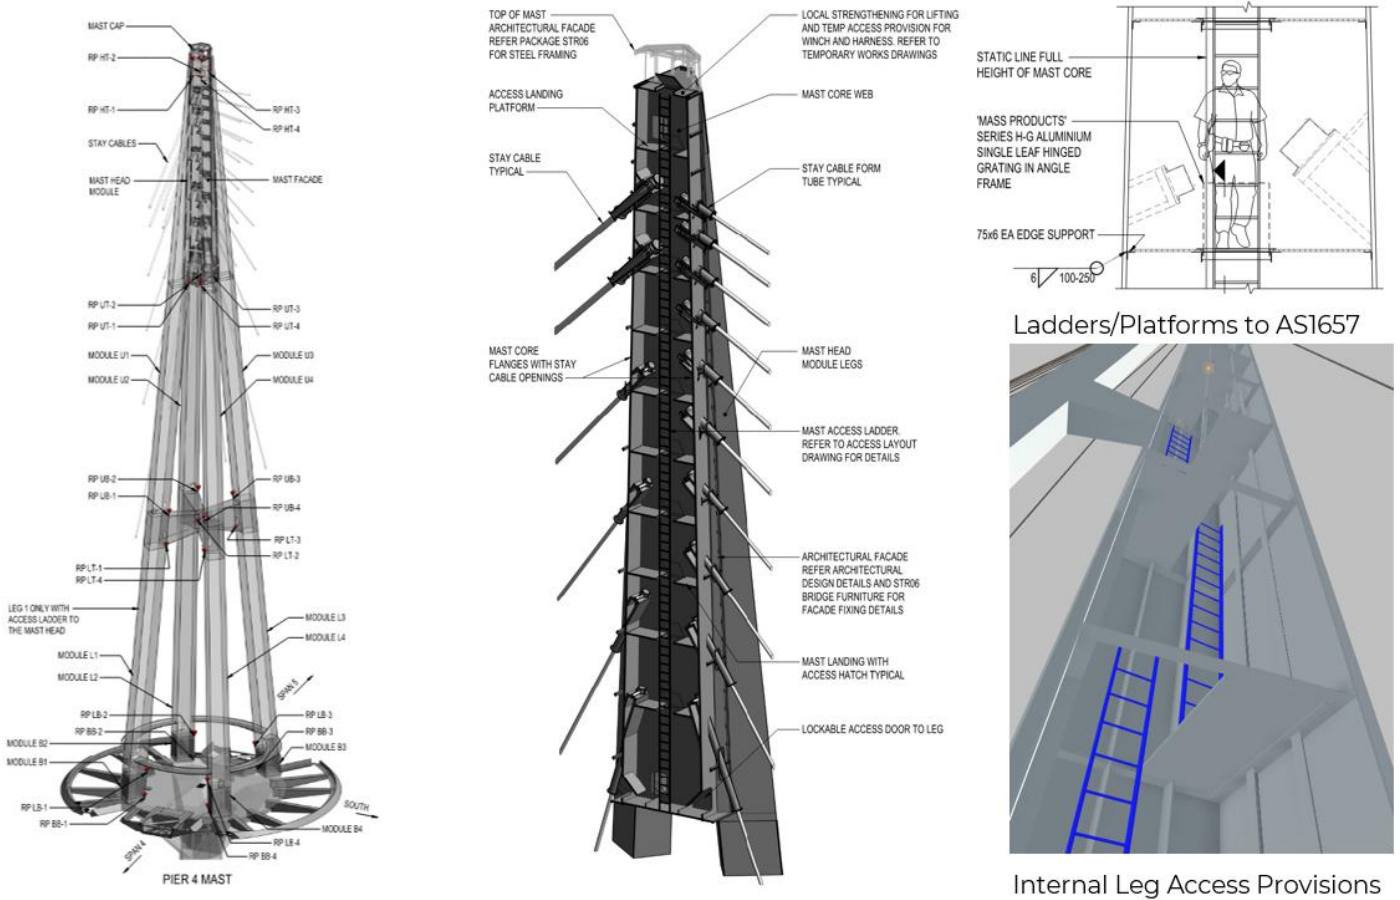 MAST CAP
RP HT-2
RP HT-1
RP HT-3
RP HT-4
STAY CABLES
MAST HEAD
MODULE
MAST FACADE
RP UT-2
RP UT-1
RP UT-3
RP UT-4
MODULE U1
MODULE U2
MODULE U3
MODULE U4
RP UB-2
RP UB-1
RP UB-3
RP UB-4
RP LT-3
RP LT-2
RP LT-1
RP LT-4
LEG 1 ONLY WITH
ACCESS LADDER TO
THE MAST HEAD
MODULE L3
MODULE L4
MODULE L1
MODULE L2
SPAN 5
RP LB-2
RP BB-2
MODULE B2
MODULE B1
RP LB-3
RP BB-3
MODULE B3
RP LB-1
RP BB-1
SOUTH
MODULE B4
RP LB-4
RP BB-4
SPAN 4
PIER 4 MAST
TOP OF MAST
ARCHITECTURAL FACADE
REFER PACKAGE STR06
FOR STEEL FRAMING
ACCESS LANDING
PLATFORM
STAY CABLE
TYPICAL
MAST CORE
FLANGES WITH STAY
CABLE OPENINGS
LOCAL STRENGTHENING FOR LIFTING
AND TEMP ACCESS PROVISION FOR
WINCH AND HARNESS. REFER TO
TEMPORARY WORKS DRAWINGS
MAST CORE WEB
STAY CABLE FORM
TUBE TYPICAL
MAST HEAD
MODULE LEGS
MAST ACCESS LADDER.
REFER TO ACCESS LAYOUT
DRAWING FOR DETAILS
ARCHITECTURAL FACADE
REFER ARCHITECTURAL
DESIGN DETAILS AND STR06
BRIDGE FURNITURE FOR
FACADE FIXING DETAILS
MAST LANDING WITH
ACCESS HATCH TYPICAL
LOCKABLE ACCESS DOOR TO LEG
STATIC LINE FULL
HEIGHT OF MAST CORE
'MASS PRODUCTS'
SERIES H-G ALUMINIUM
SINGLE LEAF HINGED
GRATING IN ANGLE
FRAME
75x6 EA EDGE SUPPORT
6 100-250
Ladders/Platforms to AS1657
Internal Leg Access Provisions